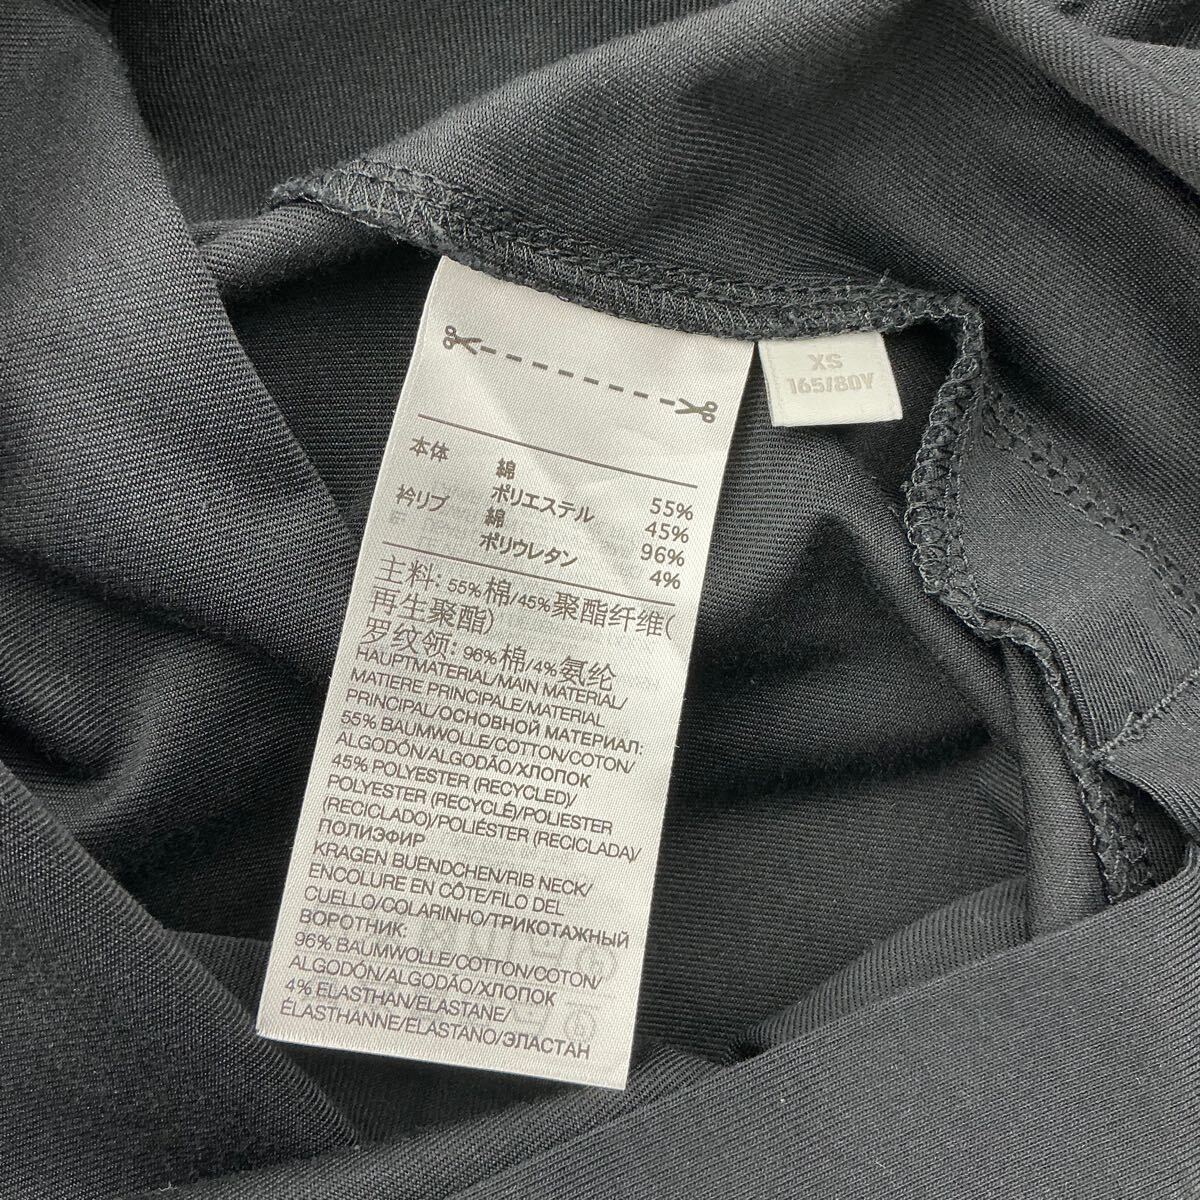 XS
165/80Y
本体 綿 55%
ポリエステル 45%
衿リブ 綿 96%
ポリウレタン 4%
主料: 55%棉/45%聚酯纤维(
再生聚酯)
罗纹领: 96%棉/4%氨纶
HAUPTMATERIAL/MAIN MATERIAL/
MATIERE PRINCIPALE/MATERIAL
PRINCIPAL/ОСНОВНОЙ МАТЕРИАЛ:
55% BAUMWOLLE/COTTON/COTON/
ALGODÓN/ALGODÃO/ХЛОПОК
45% POLYESTER (RECYCLED)/
POLYESTER (RECYCLÉ)/POLIESTER
(RECICLADO)/POLIÉSTER (RECICLADA)/
ПОЛИЭФИР
KRAGEN BUENDCHEN/RIB NECK/
ENCOLURE EN CÔTE/FILO DEL
CUELLO/COLARINHO/ТРИКОТАЖНЫЙ
ВОРОТНИК:
96% BAUMWOLLE/COTTON/COTON/
ALGODÓN/ALGODÃO/ХЛОПОК
4% ELASTHAN/ELASTANE/
ÉLASTHANNE/ELASTANO/ЭЛАСТАН